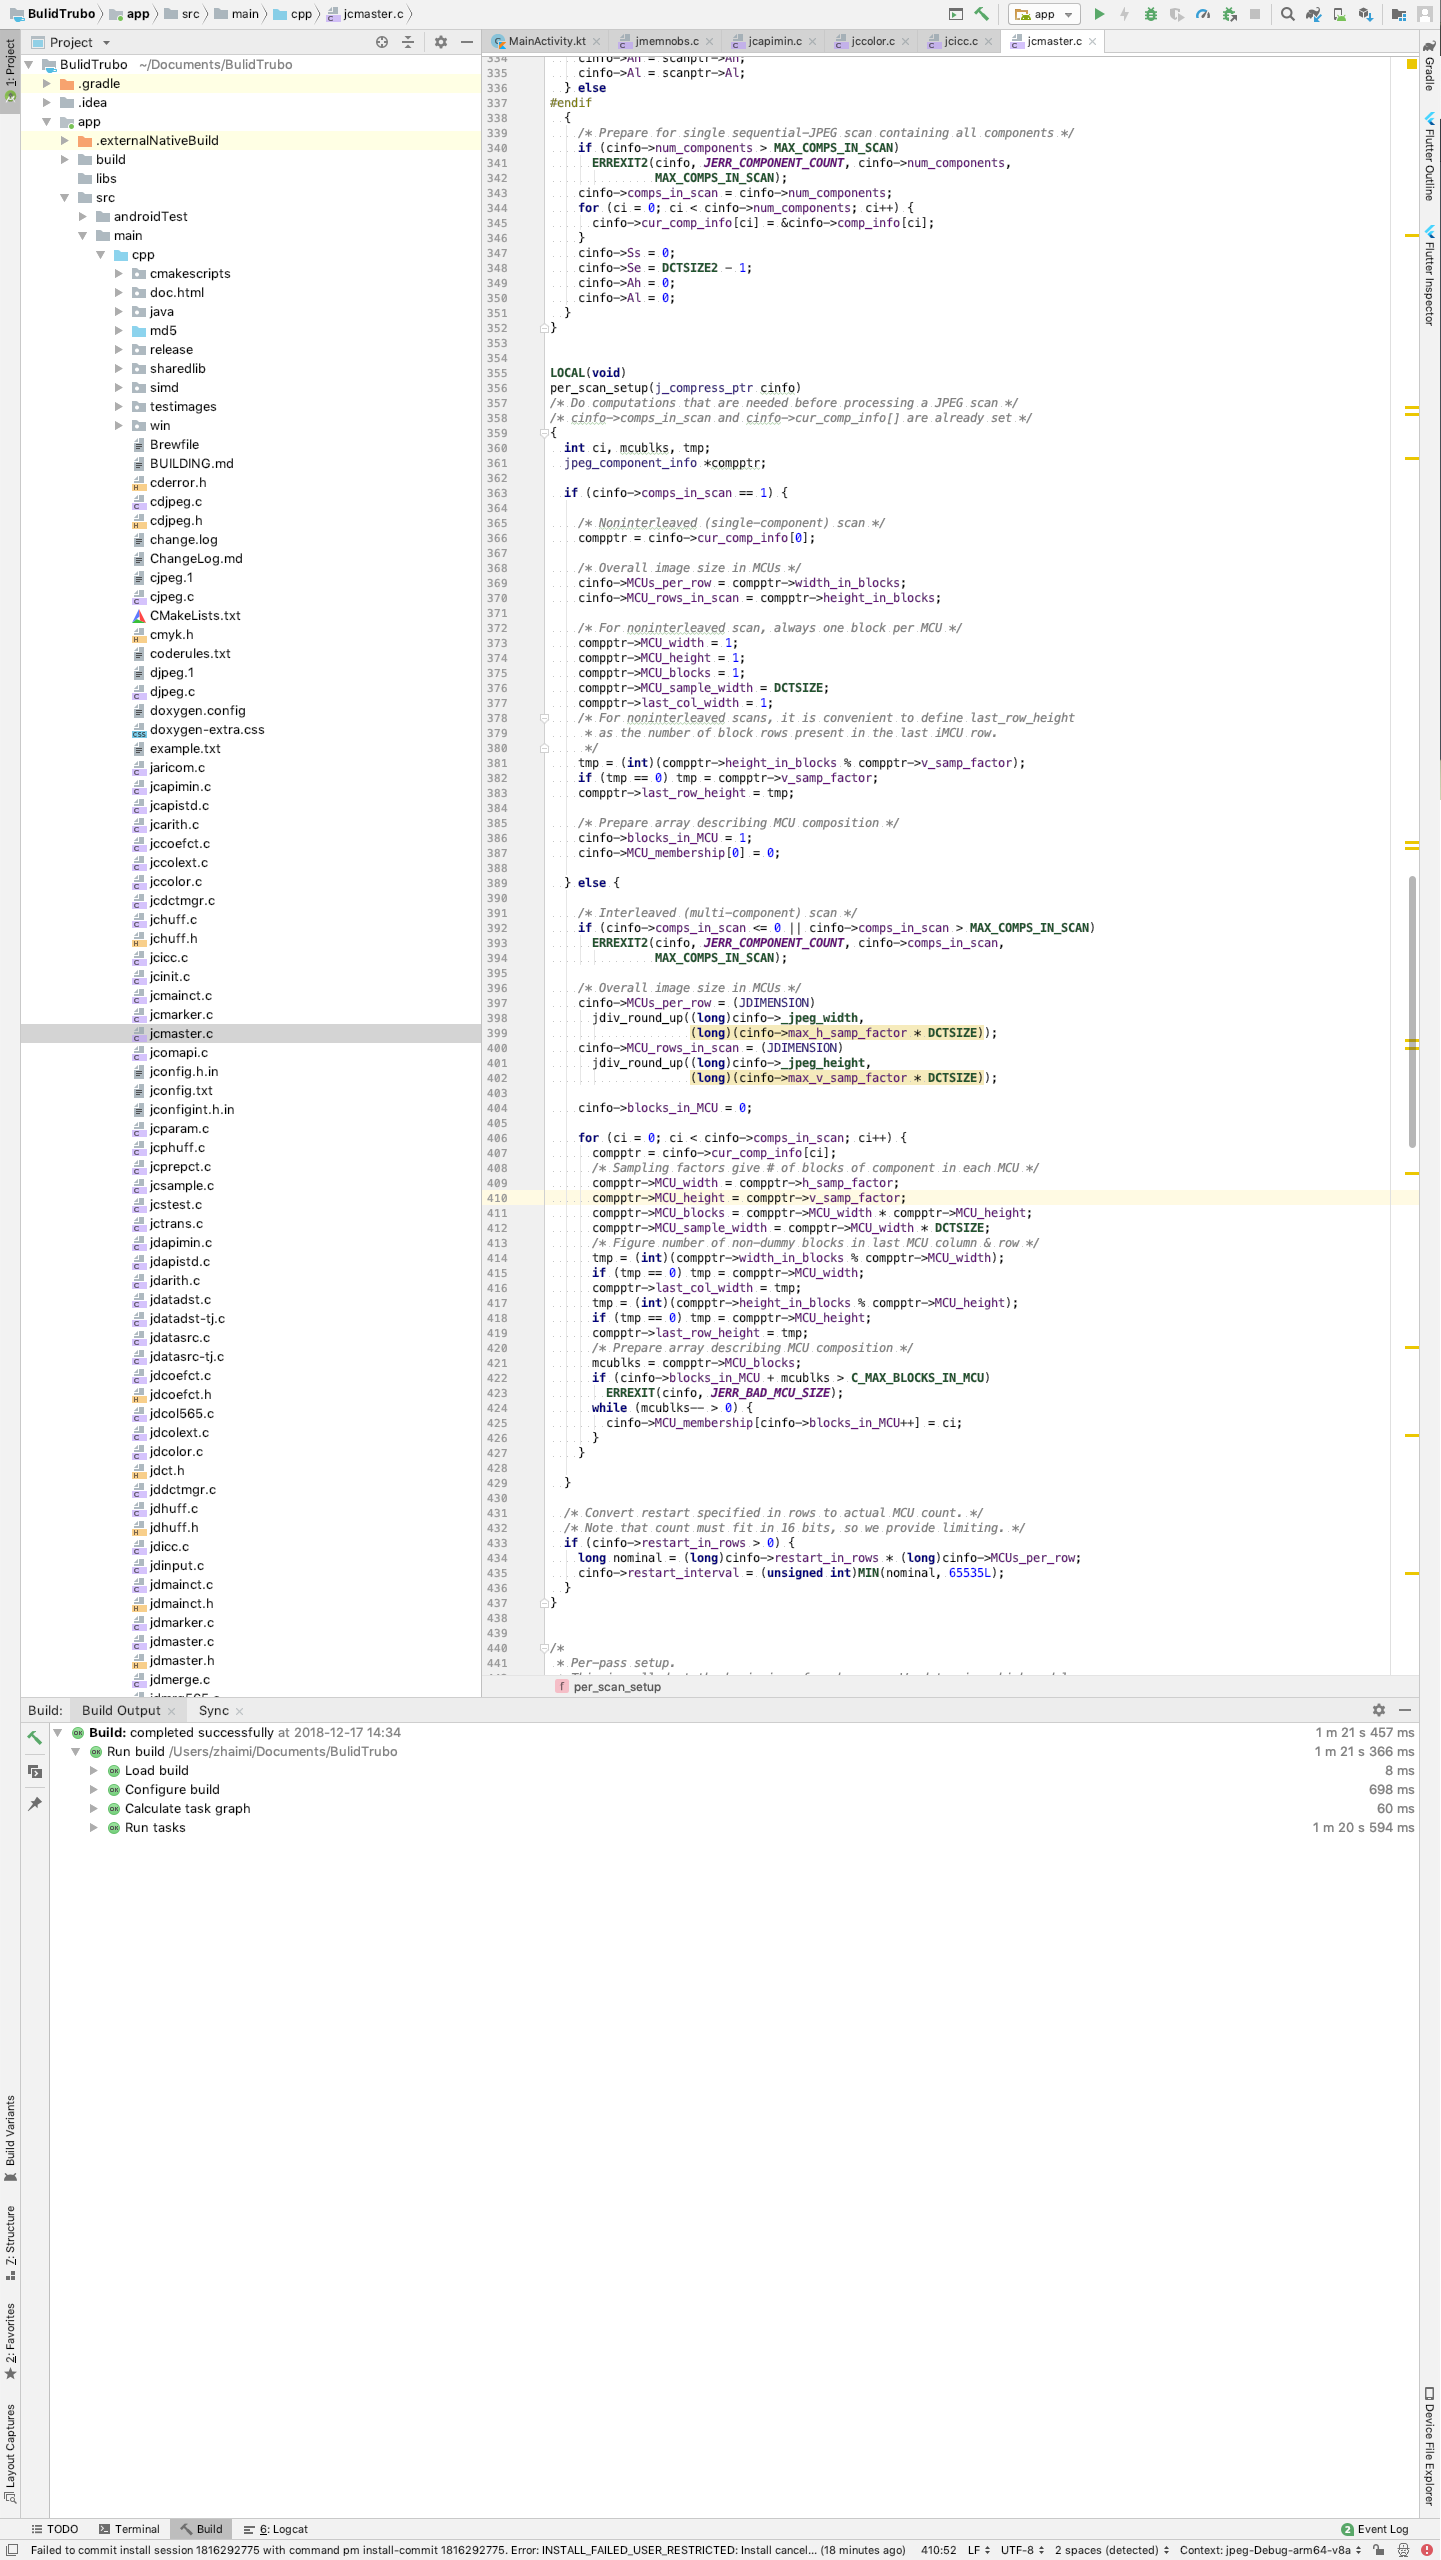 BulidTrubo app src main cpp jcmaster.c
app
Project
MainActivity.kt jmemnobs.c jcapimin.c jccolor.c jcicc.c jcmaster.c
1: Project
BulidTrubo ~/Documents/BulidTrubo
.gradle
.idea
app
.externalNativeBuild
build
libs
src
androidTest
main
cpp
cmakescripts
doc.html
java
md5
release
sharedlib
simd
testimages
win
Brewfile
BUILDING.md
cderror.h
cdjpeg.c
cdjpeg.h
change.log
ChangeLog.md
cjpeg.1
cjpeg.c
CMakeLists.txt
cmyk.h
coderules.txt
djpeg.1
djpeg.c
doxygen.config
doxygen-extra.css
example.txt
jaricom.c
jcapimin.c
jcapistd.c
jcarith.c
jccoefct.c
jccolext.c
jccolor.c
jcdctmgr.c
jchuff.c
jchuff.h
jcicc.c
jcinit.c
jcmainct.c
jcmarker.c
jcmaster.c
jcomapi.c
jconfig.h.in
jconfig.txt
jconfigint.h.in
jcparam.c
jcphuff.c
jcprepct.c
jcsample.c
jcstest.c
jctrans.c
jdapimin.c
jdapistd.c
jdarith.c
jdatadst.c
jdatadst-tj.c
jdatasrc.c
jdatasrc-tj.c
jdcoefct.c
jdcoefct.h
jdcol565.c
jdcolext.c
jdcolor.c
jdct.h
jddctmgr.c
jdhuff.c
jdhuff.h
jdicc.c
jdinput.c
jdmainct.c
jdmainct.h
jdmarker.c
jdmaster.c
jdmaster.h
jdmerge.c
334 cinfo->Ah = scanptr->Ah;
335 cinfo->Al = scanptr->Al;
336 } else
337 #endif
338 {
339 /* Prepare for single sequential-JPEG scan containing all components */
340 if (cinfo->num_components > MAX_COMPS_IN_SCAN)
341 ERREXIT2(cinfo, JERR_COMPONENT_COUNT, cinfo->num_components,
342 MAX_COMPS_IN_SCAN);
343 cinfo->comps_in_scan = cinfo->num_components;
344 for (ci = 0; ci < cinfo->num_components; ci++) {
345 cinfo->cur_comp_info[ci] = &cinfo->comp_info[ci];
346 }
347 cinfo->Ss = 0;
348 cinfo->Se = DCTSIZE2 - 1;
349 cinfo->Ah = 0;
350 cinfo->Al = 0;
351 }
352 }
353
354
355 LOCAL(void)
356 per_scan_setup(j_compress_ptr cinfo)
357 /* Do computations that are needed before processing a JPEG scan */
358 /* cinfo->comps_in_scan and cinfo->cur_comp_info[] are already set */
359 {
360 int ci, mcublks, tmp;
361 jpeg_component_info *compptr;
362
363 if (cinfo->comps_in_scan == 1) {
364
365 /* Noninterleaved (single-component) scan */
366 compptr = cinfo->cur_comp_info[0];
367
368 /* Overall image size in MCUs */
369 cinfo->MCUs_per_row = compptr->width_in_blocks;
370 cinfo->MCU_rows_in_scan = compptr->height_in_blocks;
371
372 /* For noninterleaved scan, always one block per MCU */
373 compptr->MCU_width = 1;
374 compptr->MCU_height = 1;
375 compptr->MCU_blocks = 1;
376 compptr->MCU_sample_width = DCTSIZE;
377 compptr->last_col_width = 1;
378 /* For noninterleaved scans, it is convenient to define last_row_height
379 * as the number of block rows present in the last iMCU row.
380 */
381 tmp = (int)(compptr->height_in_blocks % compptr->v_samp_factor);
382 if (tmp == 0) tmp = compptr->v_samp_factor;
383 compptr->last_row_height = tmp;
384
385 /* Prepare array describing MCU composition */
386 cinfo->blocks_in_MCU = 1;
387 cinfo->MCU_membership[0] = 0;
388
389 } else {
390
391 /* Interleaved (multi-component) scan */
392 if (cinfo->comps_in_scan <= 0 || cinfo->comps_in_scan > MAX_COMPS_IN_SCAN)
393 ERREXIT2(cinfo, JERR_COMPONENT_COUNT, cinfo->comps_in_scan,
394 MAX_COMPS_IN_SCAN);
395
396 /* Overall image size in MCUs */
397 cinfo->MCUs_per_row = (JDIMENSION)
398 jdiv_round_up((long)cinfo->_jpeg_width,
399 (long)(cinfo->max_h_samp_factor * DCTSIZE));
400 cinfo->MCU_rows_in_scan = (JDIMENSION)
401 jdiv_round_up((long)cinfo->_jpeg_height,
402 (long)(cinfo->max_v_samp_factor * DCTSIZE));
403
404 cinfo->blocks_in_MCU = 0;
405
406 for (ci = 0; ci < cinfo->comps_in_scan; ci++) {
407 compptr = cinfo->cur_comp_info[ci];
408 /* Sampling factors give # of blocks of component in each MCU */
409 compptr->MCU_width = compptr->h_samp_factor;
410 compptr->MCU_height = compptr->v_samp_factor;
411 compptr->MCU_blocks = compptr->MCU_width * compptr->MCU_height;
412 compptr->MCU_sample_width = compptr->MCU_width * DCTSIZE;
413 /* Figure number of non-dummy blocks in last MCU column & row */
414 tmp = (int)(compptr->width_in_blocks % compptr->MCU_width);
415 if (tmp == 0) tmp = compptr->MCU_width;
416 compptr->last_col_width = tmp;
417 tmp = (int)(compptr->height_in_blocks % compptr->MCU_height);
418 if (tmp == 0) tmp = compptr->MCU_height;
419 compptr->last_row_height = tmp;
420 /* Prepare array describing MCU composition */
421 mcublks = compptr->MCU_blocks;
422 if (cinfo->blocks_in_MCU + mcublks > C_MAX_BLOCKS_IN_MCU)
423 ERREXIT(cinfo, JERR_BAD_MCU_SIZE);
424 while (mcublks-- > 0) {
425 cinfo->MCU_membership[cinfo->blocks_in_MCU++] = ci;
426 }
427 }
428
429 }
430
431 /* Convert restart specified in rows to actual MCU count. */
432 /* Note that count must fit in 16 bits, so we provide limiting. */
433 if (cinfo->restart_in_rows > 0) {
434 long nominal = (long)cinfo->restart_in_rows * (long)cinfo->MCUs_per_row;
435 cinfo->restart_interval = (unsigned int)MIN(nominal, 65535L);
436 }
437 }
438
439
440 /*
441 * Per-pass setup.
f per_scan_setup
Gradle
Flutter Outline
Flutter Inspector
Build: Build Output Sync
Build: completed successfully at 2018-12-17 14:34 1 m 21 s 457 ms
Run build /Users/zhaimi/Documents/BulidTrubo 1 m 21 s 366 ms
Load build 8 ms
Configure build 698 ms
Calculate task graph 60 ms
Run tasks 1 m 20 s 594 ms
Build Variants
7: Structure
2: Favorites
Layout Captures
Device File Explorer
TODO Terminal Build 6: Logcat 2 Event Log
Failed to commit install session 1816292775 with command pm install-commit 1816292775. Error: INSTALL_FAILED_USER_RESTRICTED: Install cancel... (18 minutes ago) 410:52 LF UTF-8 2 spaces (detected) Context: jpeg-Debug-arm64-v8a